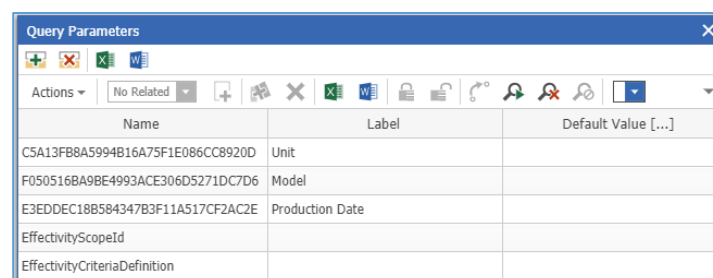 Query Parameters
Actions No Related
Name Label Default Value [...]
C5A13FB8A5994B16A75F1E086CC8920D Unit
F050516BA9BE4993ACE306D5271DC7D6 Model
E3EDDEC18B584347B3F11A517CF2AC2E Production Date
EffectivityScopeId
EffectivityCriteriaDefinition